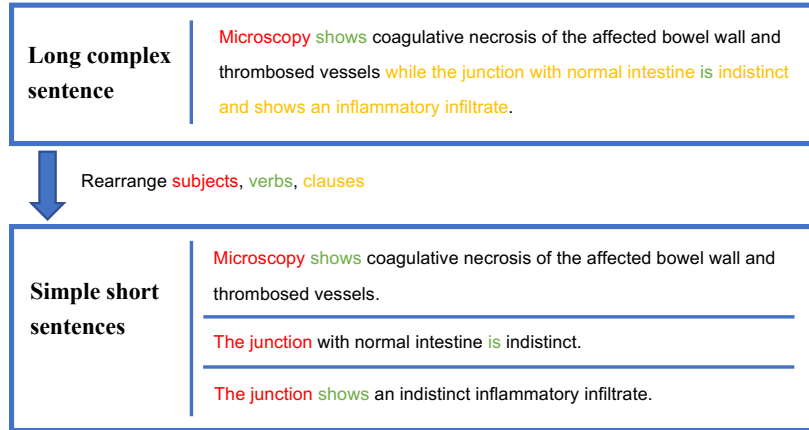 Long complex
sentence
Microscopy shows coagulative necrosis of the affected bowel wall and
thrombosed vessels while the junction with normal intestine is indistinct
and shows an inflammatory infiltrate.
Rearrange subjects, verbs, clauses
Simple short
sentences
Microscopy shows coagulative necrosis of the affected bowel wall and
thrombosed vessels.
The junction with normal intestine is indistinct.
The junction shows an indistinct inflammatory infiltrate.